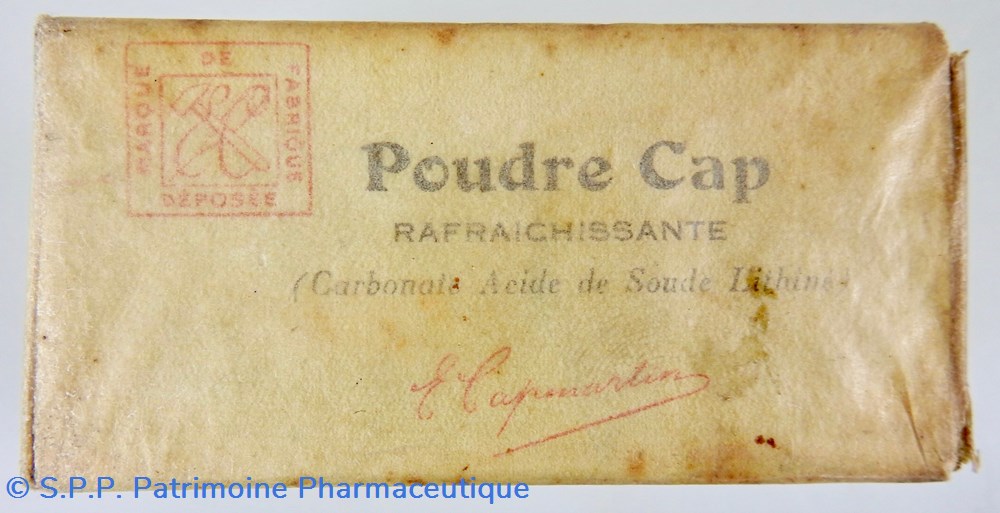 MARQUE DE FABRIQUE DÉPOSÉE
Poudre Cap
RAFRAICHISSANTE
(Carbonate Acide de Soude Lithiné
E Capmartin
© S.P.P. Patrimoine Pharmaceutique